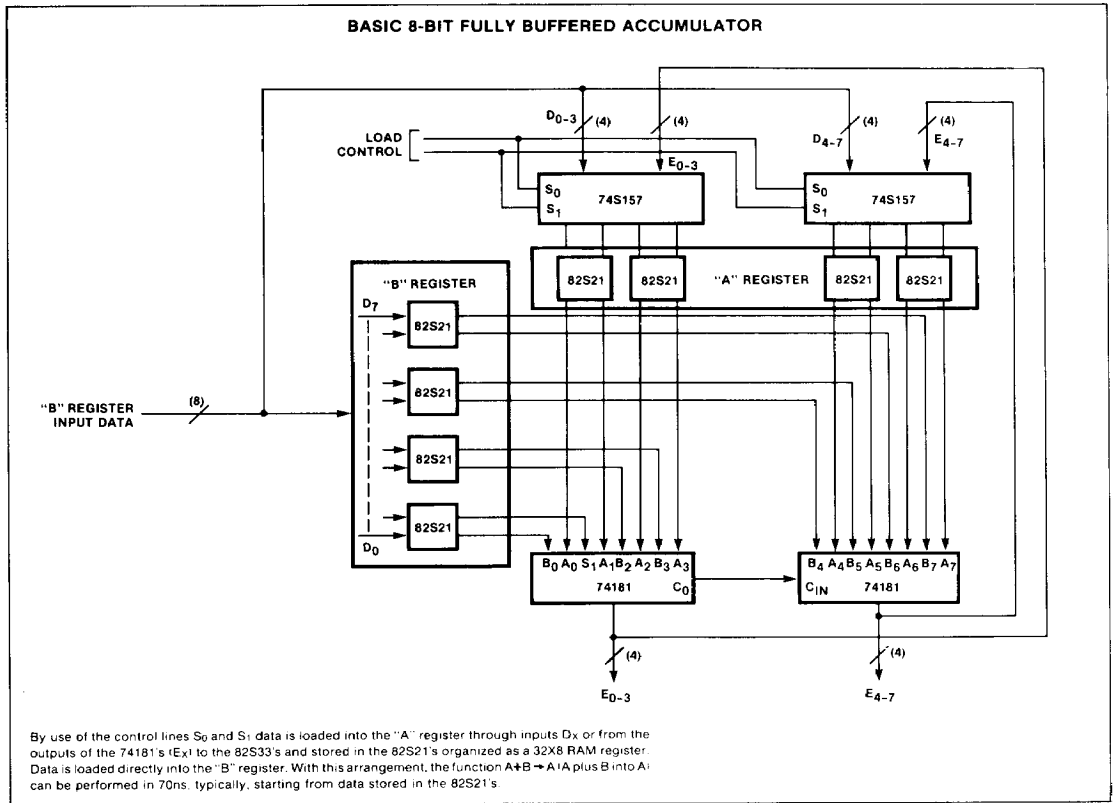 BASIC 8-BIT FULLY BUFFERED ACCUMULATOR
D0-3 (4) (4) D4-7 (4) (4)
E4-7
LOAD
CONTROL
E0-3
S0 S1 74S157
S0 S1 74S157
"B" REGISTER
82S21 82S21 "A" REGISTER 82S21 82S21
D7
82S21
82S21
"B" REGISTER
INPUT DATA
(8)
82S21
82S21
D0
B0 A0 S1 A1 B2 A2 B3 A3
74181 C0
B4 A4 B5 A5 B6 A6 B7 A7
CIN 74181
(4) (4)
E0-3 E4-7
By use of the control lines S0 and S1 data is loaded into the "A" register through inputs DX or from the
outputs of the 74181's (EX) to the 82S33's and stored in the 82S21's organized as a 32X8 RAM register.
Data is loaded directly into the "B" register. With this arrangement, the function A+B→A (A plus B into A)
can be performed in 70ns, typically, starting from data stored in the 82S21's.